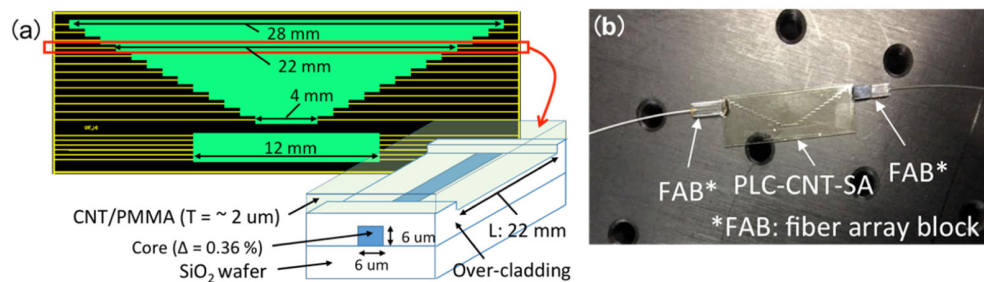 (a)
28 mm
22 mm
4 mm
12 mm
CNT/PMMA (T = ~ 2 um)
Core (Δ = 0.36 %)
SiO2 wafer
6 um
6 um
L: 22 mm
Over-cladding
(b)
FAB*
PLC-CNT-SA
FAB*
*FAB: fiber array block